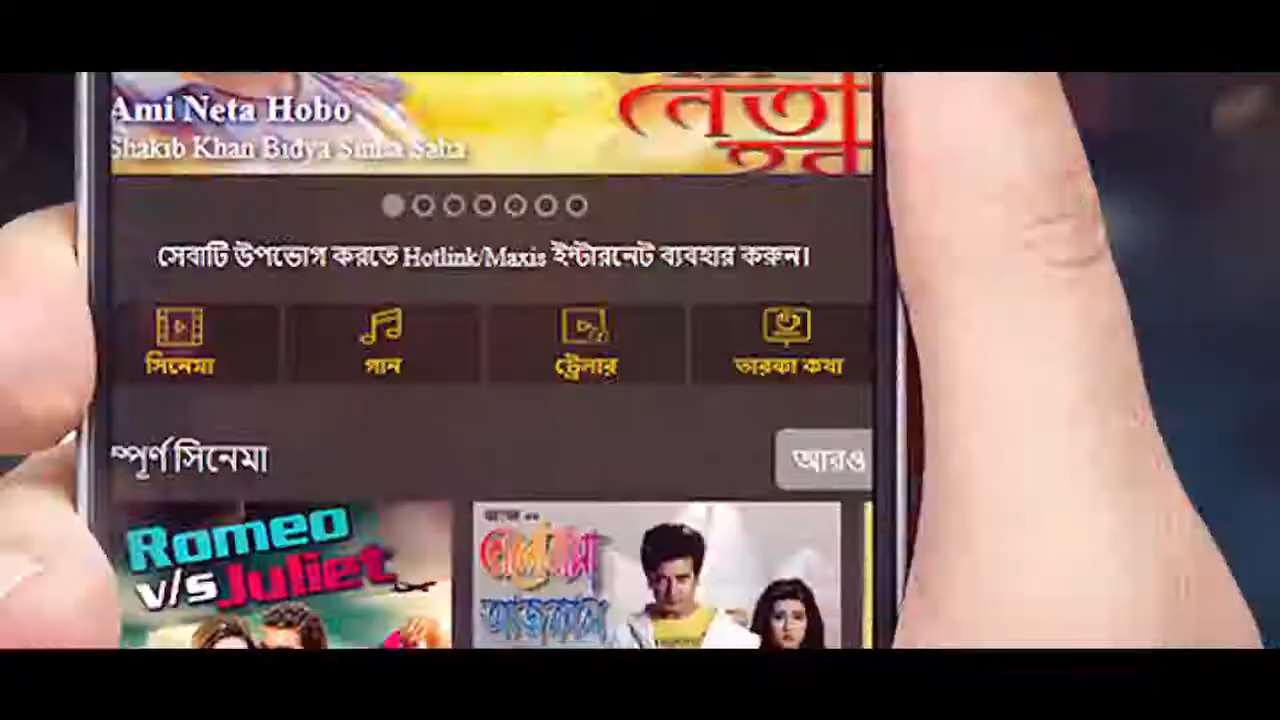 Ami Neta Hobo
Shakib Khan Bidya Sinha Saha
নেতা
হব
সেবাটি উপভোগ করতে Hotlink/Maxis ইন্টারনেট ব্যবহার করুন।
সিনেমা
গান
ট্রেলার
তারকা কথা
ম্পূর্ণ সিনেমা
আরও
Romeo
v/s Juliet